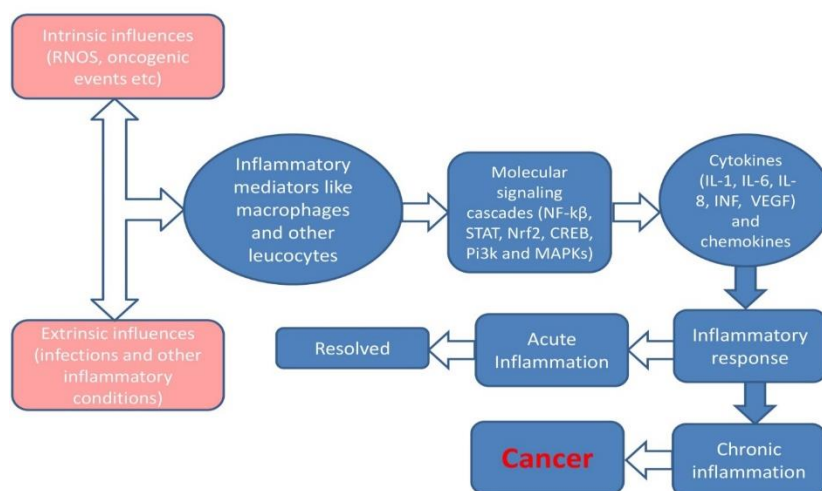 Intrinsic influences
(RNOS, oncogenic
events etc)
Inflammatory
mediators like
macrophages
and other
leucocytes
Molecular
signaling
cascades (NF-kβ,
STAT, Nrf2, CREB,
Pi3k and MAPKs)
Cytokines
(IL-1, IL-6, IL-
8, INF, VEGF)
and
chemokines
Extrinsic influences
(infections and other
inflammatory
conditions)
Resolved
Acute
Inflammation
Inflammatory
response
Cancer
Chronic
inflammation